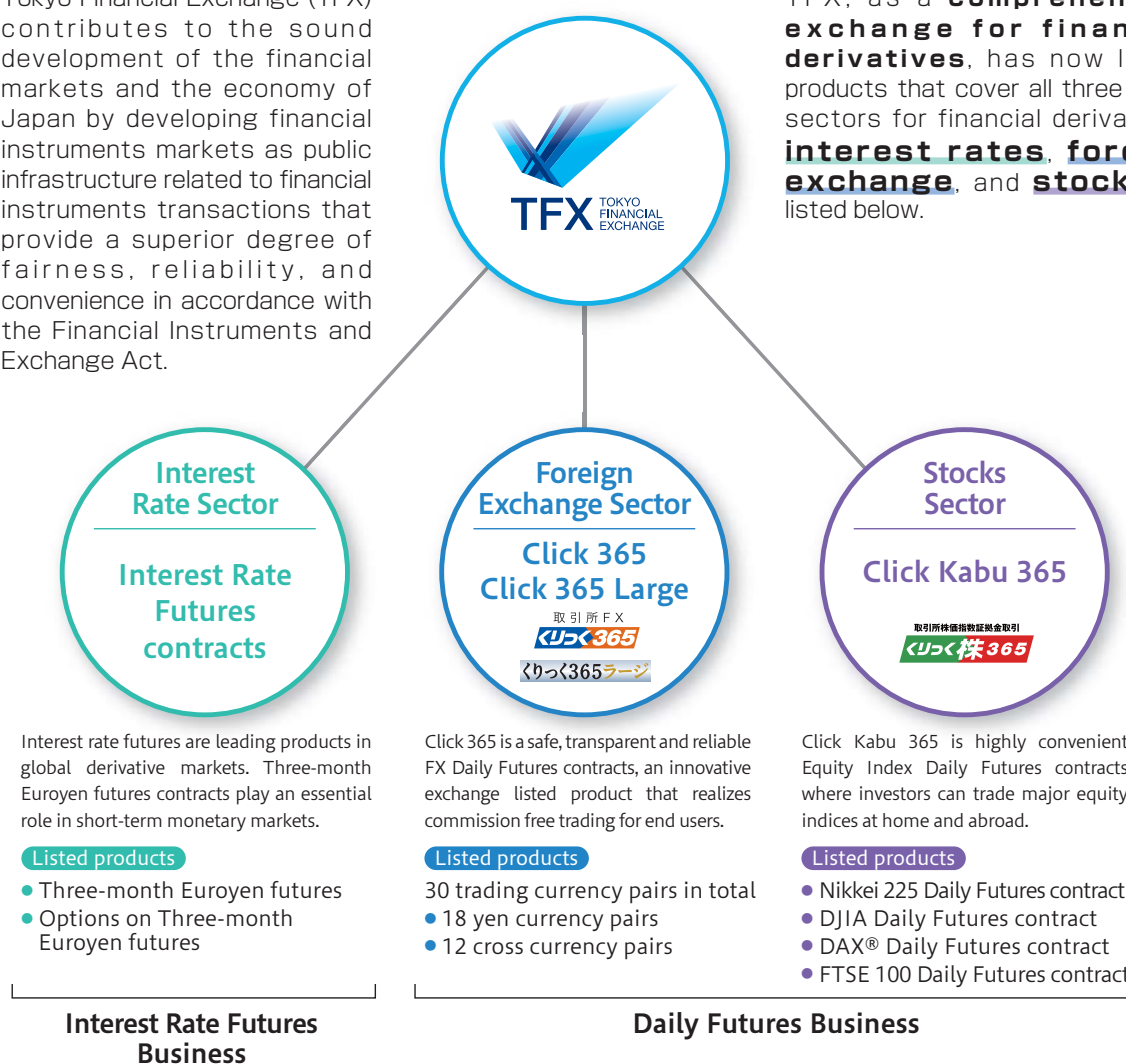 Tokyo Financial Exchange (TFX)
contributes to the sound
development of the financial
markets and the economy of
Japan by developing financial
instruments markets as public
infrastructure related to financial
instruments transactions that
provide a superior degree of
fairness, reliability, and
convenience in accordance with
the Financial Instruments and
Exchange Act.
TFX TOKYO
FINANCIAL
EXCHANGE
TFX, as a
exchange for
derivatives, has now
products that cover all three
sectors for financial
interest rates,
exchange, and
listed below.
Interest
Rate Sector
Interest Rate
Futures
contracts
Foreign
Exchange Sector
Click 365
Click 365 Large
取引所FX
くりっく365
くりっく365ラージ
Stocks
Sector
Click Kabu 365
取引所株価指数証拠金取引
くりっく株365
Interest rate futures are leading products in
global derivative markets. Three-month
Euroyen futures contracts play an essential
role in short-term monetary markets.
Listed products
• Three-month Euroyen futures
• Options on Three-month
Euroyen futures
Click 365 is a safe, transparent and reliable
FX Daily Futures contracts, an innovative
exchange listed product that realizes
commission free trading for end users.
Listed products
30 trading currency pairs in total
• 18 yen currency pairs
• 12 cross currency pairs
Click Kabu 365 is highly convenient
Equity Index Daily Futures contracts
where investors can trade major equity
indices at home and abroad.
Listed products
• Nikkei 225 Daily Futures contract
• DJIA Daily Futures contract
• DAX® Daily Futures contract
• FTSE 100 Daily Futures contract
Interest Rate Futures
Business
Daily Futures Business